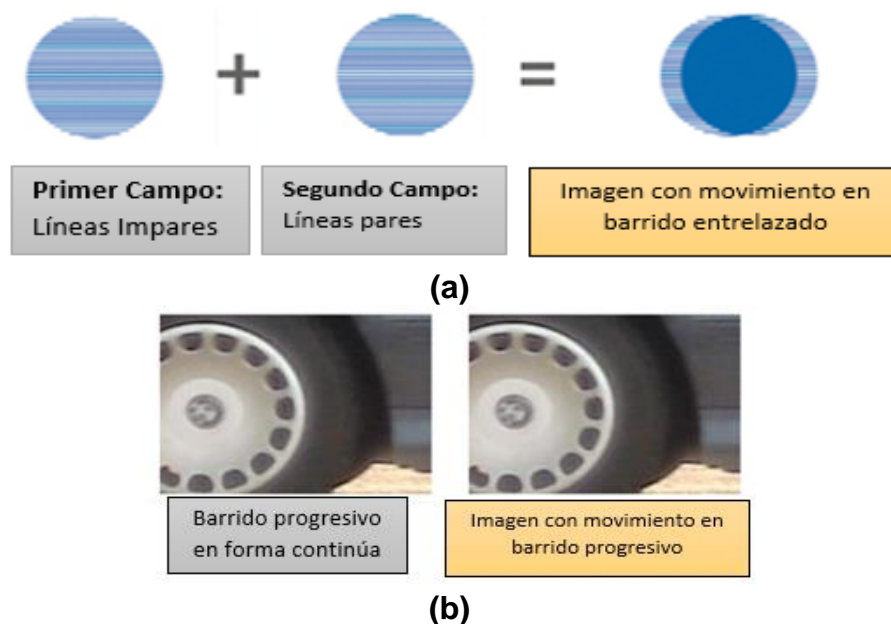 + =
Primer Campo:
Líneas Impares
Segundo Campo:
Líneas pares
Imagen con movimiento en
barrido entrelazado
(a)
Barrido progresivo
en forma continúa
Imagen con movimiento en
barrido progresivo
(b)